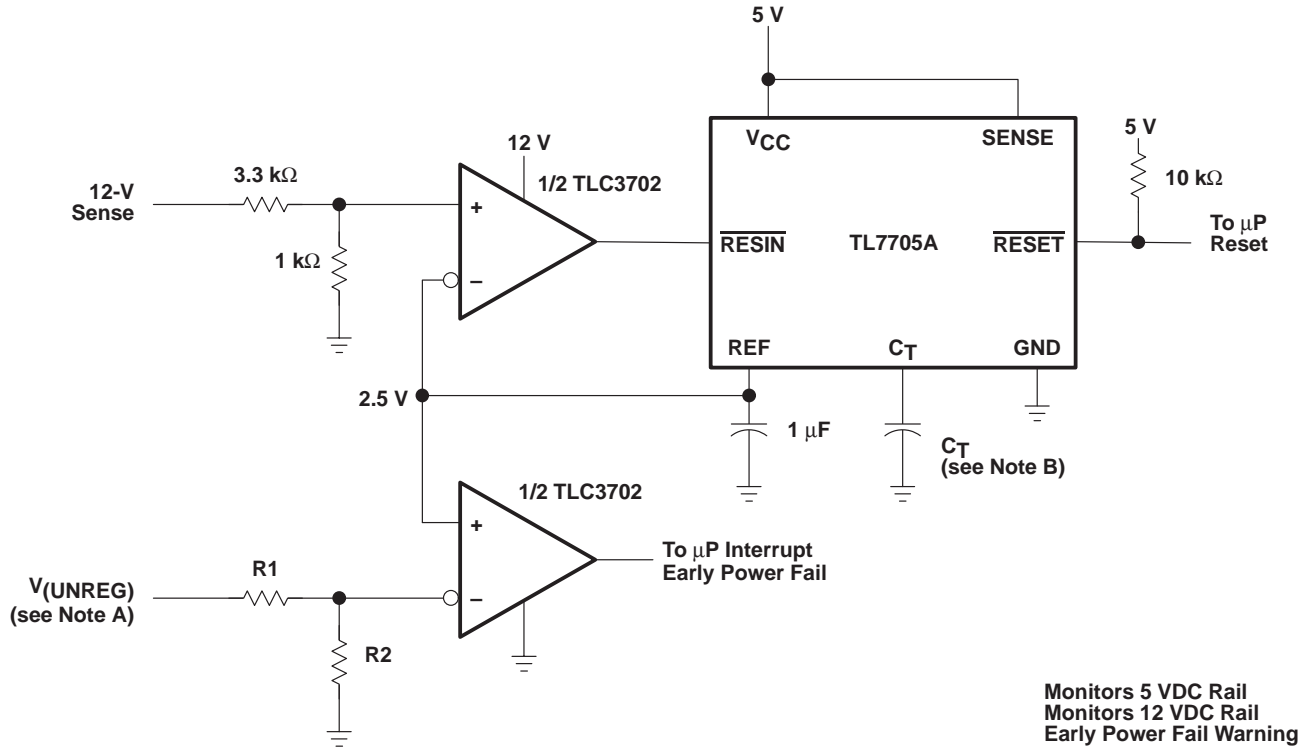 5 V
12 V
1/2 TLC3702
3.3 kΩ
12-V
Sense
1 kΩ
+
–
VCC
SENSE
RESIN
TL7705A
RESET
REF
CT
GND
5 V
10 kΩ
To μP
Reset
2.5 V
1 μF
CT
(see Note B)
1/2 TLC3702
+
–
To μP Interrupt
Early Power Fail
V(UNREG)
(see Note A)
R1
R2
Monitors 5 VDC Rail
Monitors 12 VDC Rail
Early Power Fail Warning